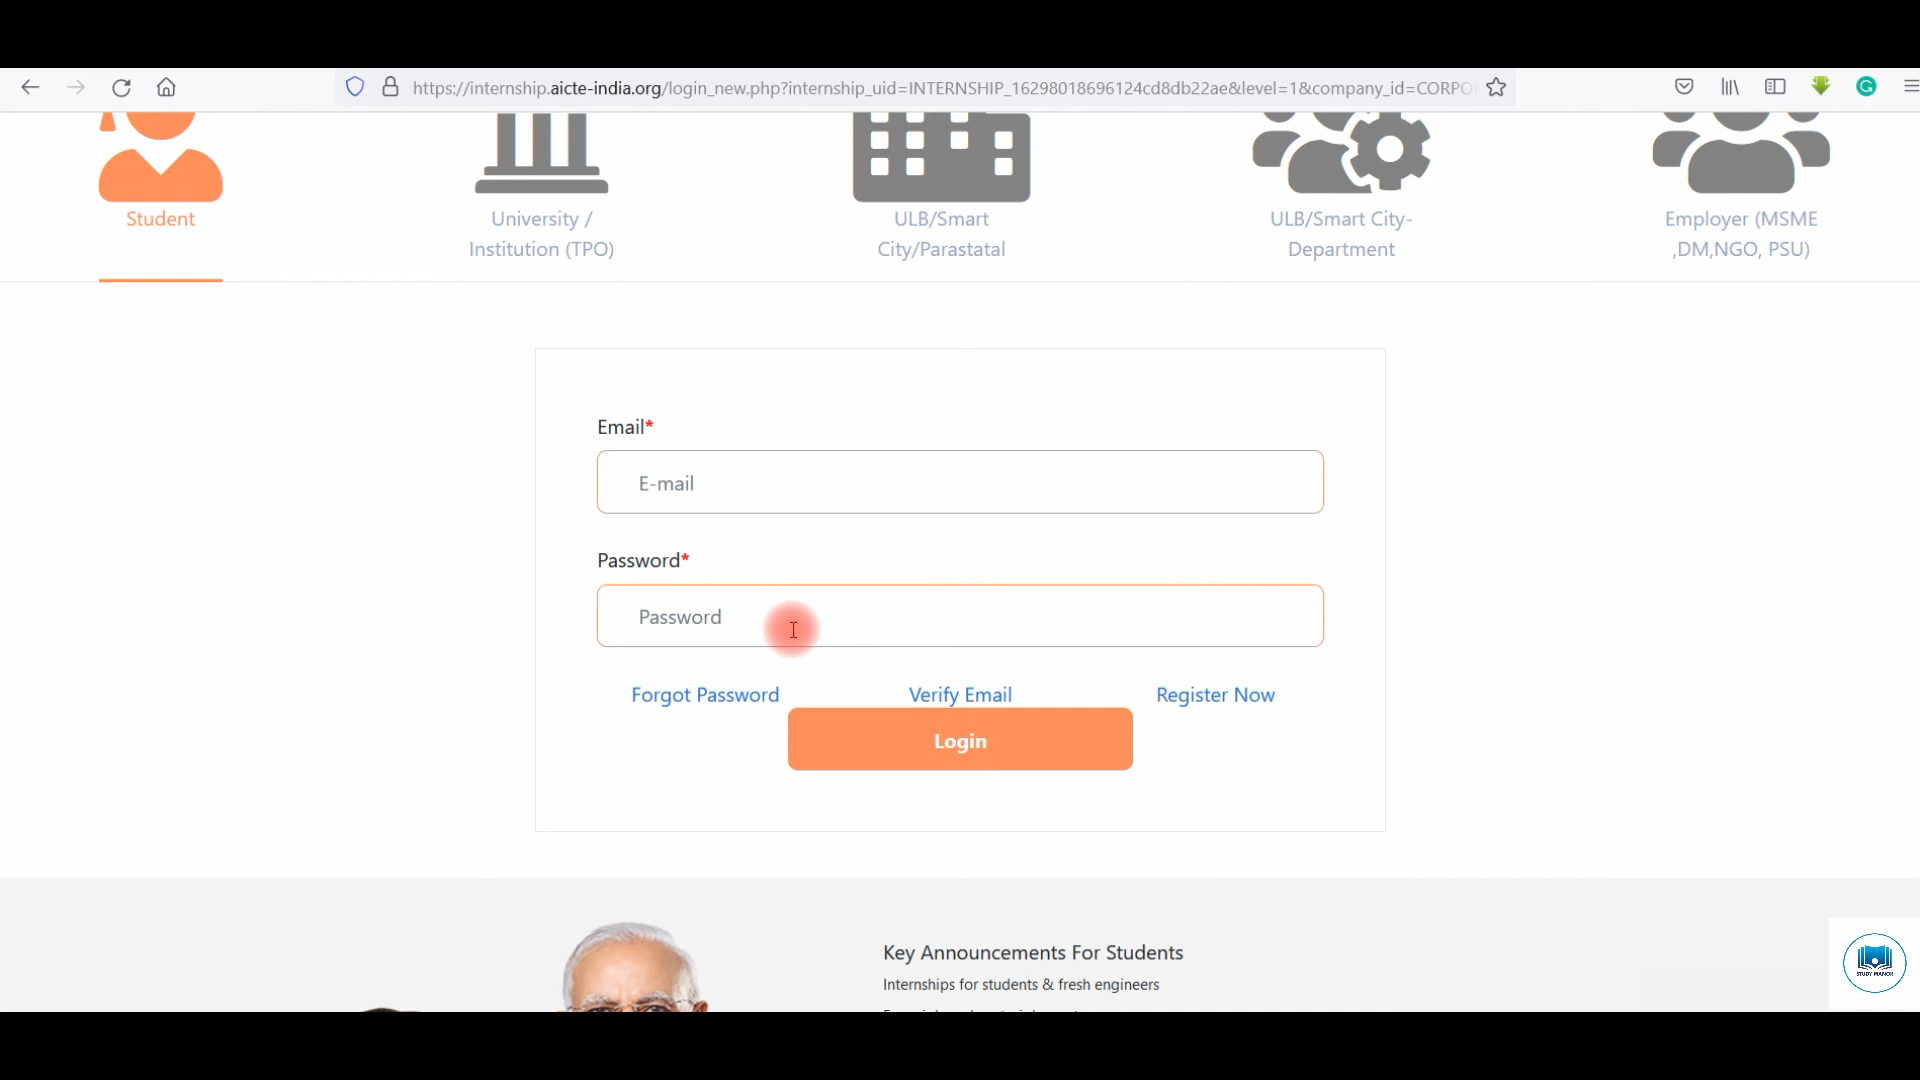 https://internship.aicte-india.org/login_new.php?internship_uid=INTERNSHIP_16298018696124cd8db22ae&level=1&company_id=CORPO
Student
University /
Institution (TPO)
ULB/Smart
City/Parastatal
ULB/Smart City-
Department
Employer (MSME
,DM,NGO, PSU)
Email*
E-mail
Password*
Password
Forgot Password
Verify Email
Register Now
Login
Key Announcements For Students
Internships for students & fresh engineers
STUDY MANCH